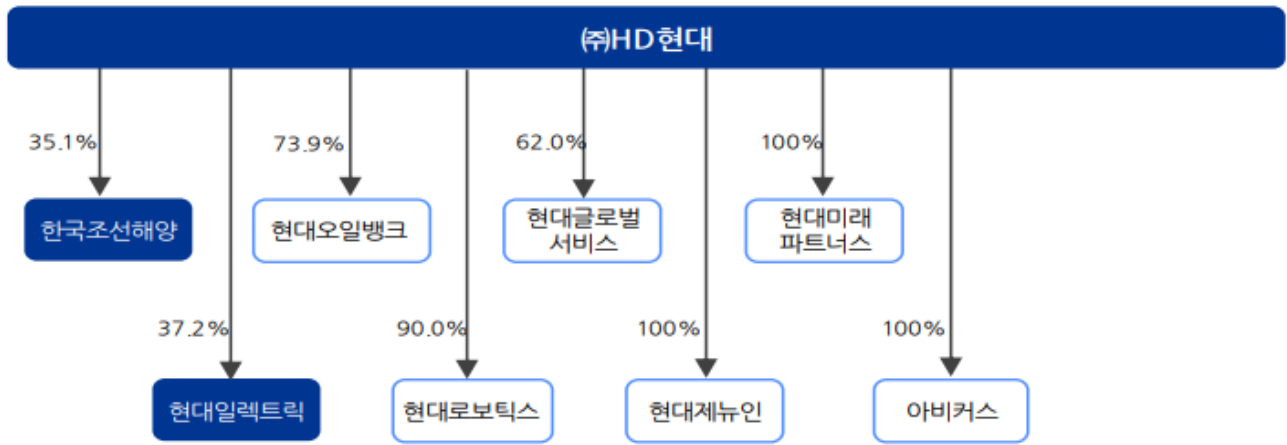 ㈜HD현대
35.1%
73.9%
62.0%
100%
한국조선해양
현대오일뱅크
현대글로벌
서비스
현대미래
파트너스
37.2%
90.0%
100%
100%
현대일렉트릭
현대로보틱스
현대제뉴인
아비커스